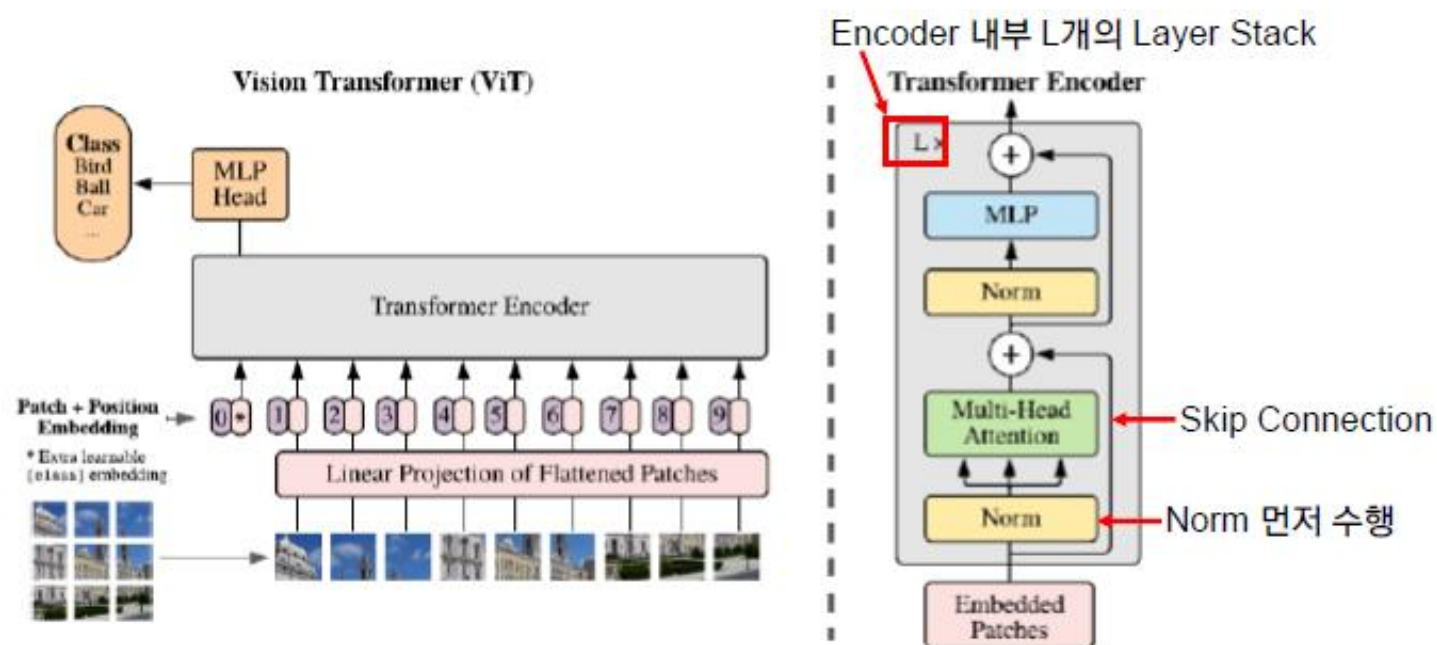 Encoder 내부 L개의 Layer Stack
Vision Transformer (ViT)
Transformer Encoder
Class
Bird
Ball
Car
...
MLP
Head
Transformer Encoder
Patch + Position
Embedding
0 * 1 2 3 4 5 6 7 8 9
* Extra learnable
[class] embedding
Linear Projection of Flattened Patches
L ×
+
MLP
Norm
+
Multi-Head
Attention
Skip Connection
Norm
Norm 먼저 수행
Embedded
Patches